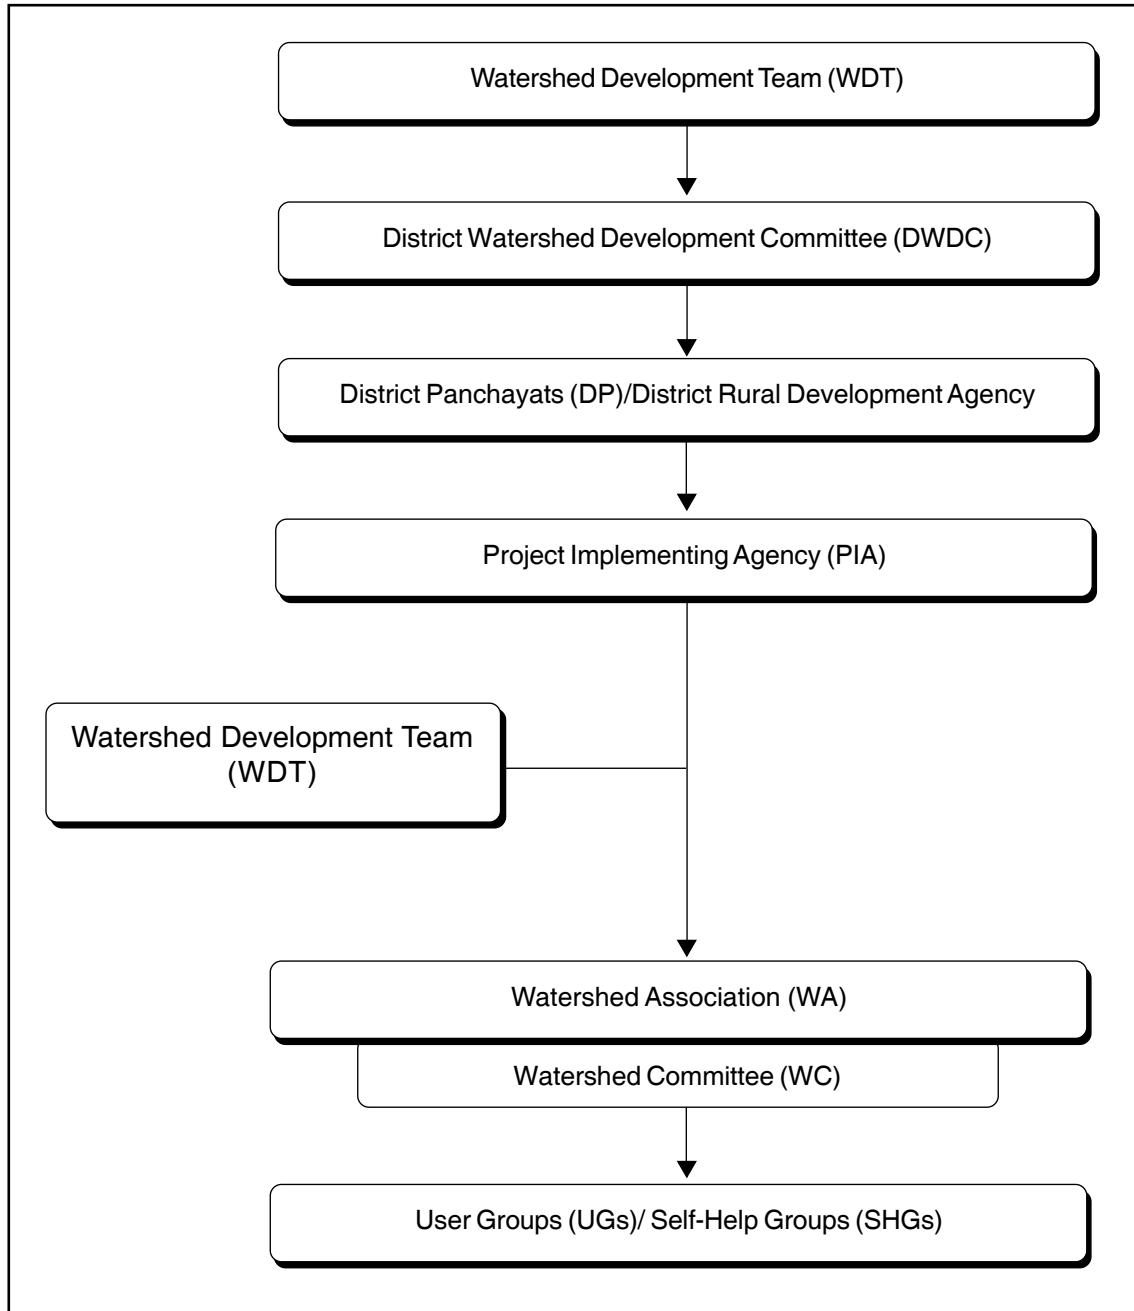 Watershed Development Team (WDT)
District Watershed Development Committee (DWDC)
District Panchayats (DP)/District Rural Development Agency
Project Implementing Agency (PIA)
Watershed Development Team
(WDT)
Watershed Association (WA)
Watershed Committee (WC)
User Groups (UGs)/ Self-Help Groups (SHGs)